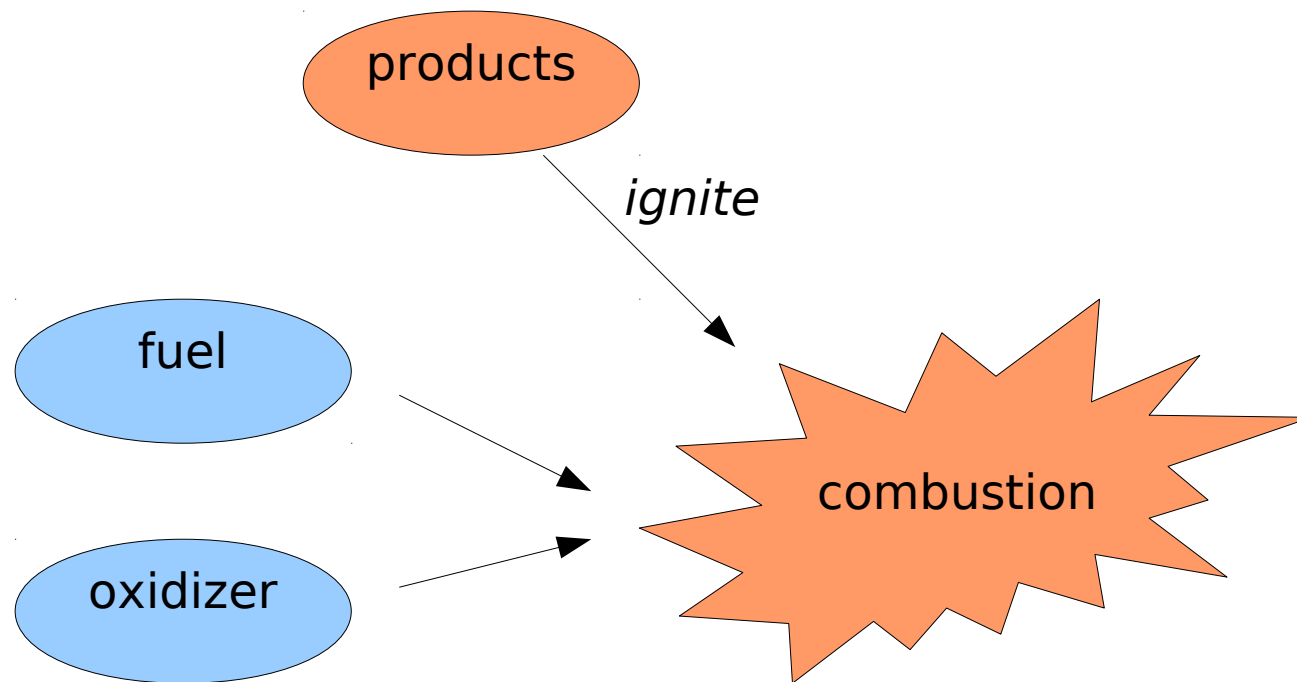 products
ignite
fuel
combustion
oxidizer